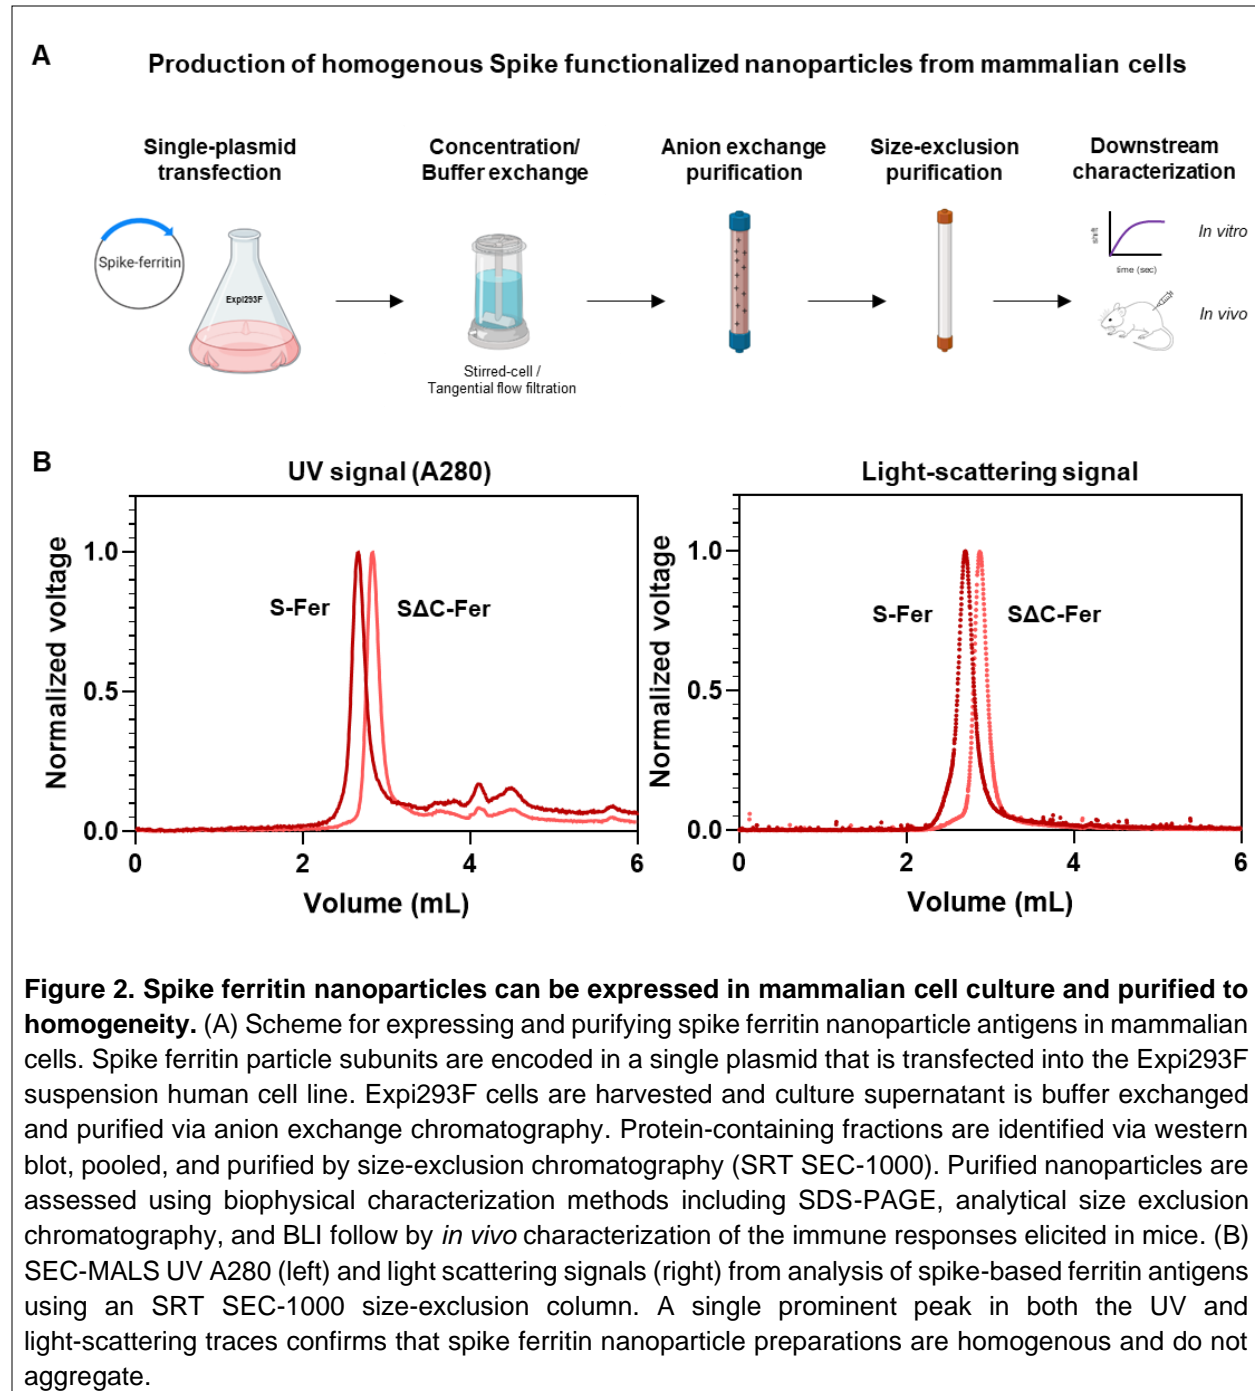 A
Production of homogenous Spike functionalized nanoparticles from mammalian cells
Single-plasmid
transfection
Concentration/
Buffer exchange
Anion exchange
purification
Size-exclusion
purification
Downstream
characterization
Spike-ferritin
Expi293F
Stirred-cell /
Tangential flow filtration
shift
time (sec)
In vitro
In vivo
B
UV signal (A280)
Normalized voltage
1.0
0.5
0.0
S-Fer
SΔC-Fer
0 2 4 6
Volume (mL)
Light-scattering signal
Normalized voltage
1.0
0.5
0.0
S-Fer
SΔC-Fer
0 2 4 6
Volume (mL)
Figure 2. Spike ferritin nanoparticles can be expressed in mammalian cell culture and purified to
homogeneity. (A) Scheme for expressing and purifying spike ferritin nanoparticle antigens in mammalian
cells. Spike ferritin particle subunits are encoded in a single plasmid that is transfected into the Expi293F
suspension human cell line. Expi293F cells are harvested and culture supernatant is buffer exchanged
and purified via anion exchange chromatography. Protein-containing fractions are identified via western
blot, pooled, and purified by size-exclusion chromatography (SRT SEC-1000). Purified nanoparticles are
assessed using biophysical characterization methods including SDS-PAGE, analytical size exclusion
chromatography, and BLI follow by in vivo characterization of the immune responses elicited in mice. (B)
SEC-MALS UV A280 (left) and light scattering signals (right) from analysis of spike-based ferritin antigens
using an SRT SEC-1000 size-exclusion column. A single prominent peak in both the UV and
light-scattering traces confirms that spike ferritin nanoparticle preparations are homogenous and do not
aggregate.